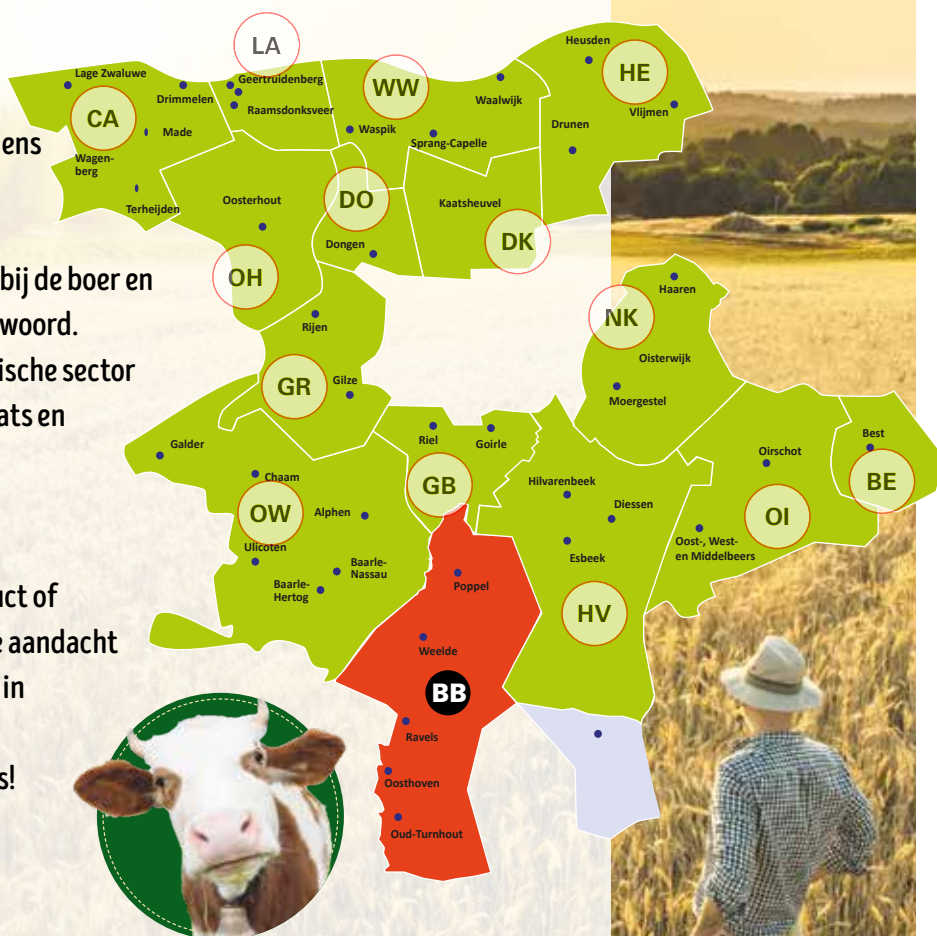 ens
bij de boer en
woord.
ische sector
ats en
uct of
e aandacht
in
s!
LA
Lage Zwaluwe
Drimmelen
CA
Made
Wagen-
berg
Terheijden
Geertruidenberg
Raamsdonksveer
WW
Waspik
Waalwijk
Sprang-Capelle
Heusden
HE
Vlijmen
Drunen
Oosterhout
OH
DO
Dongen
Kaatsheuvel
DK
Rijen
GR
Gilze
Haaren
NK
Oisterwijk
Moergestel
Galder
Chaam
OW
Alphen
Ulicoten
Baarle-
Nassau
Baarle-
Hertog
Riel
Goirle
GB
Hilvarenbeek
Diessen
Esbeek
HV
Oirschot
OI
Oost-, West-
en Middelbeers
Best
BE
Poppel
Weelde
BB
Ravels
Oosthoven
Oud-Turnhout